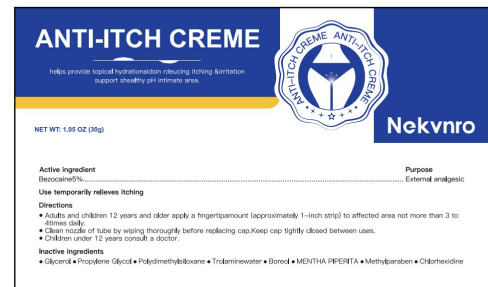 ANTI-ITCH CREME
helps provide topical hydrationaidsin rdeucing itching &irritation
support shealthy pH intimate area.
ANTI-ITCH CREME ANTI-ITCH CREME
NET WT: 1.05 OZ (30g)
Nekvnro
Active ingredient Purpose
Bezocaine5%........................................................................ External analgesic
Use temporarily relieves itching
Directions
● Adults and children 12 years and older apply a fingertipamount (approximately 1-inch strip) to affected area not more than 3 to
4times daily.
● Clean nozzle of tube by wiping thoroughly before replacing cap.Keep cap tightly closed between uses.
● Children under 12 years consult a doctor.
Inactive ingredients
● Glycerol ● Propylene Glycol ● Polydimethylsiloxane ● Trolaminewater ● Boreol ● MENTHA PIPERITA ● Methylparaben ● Chlorhexidine